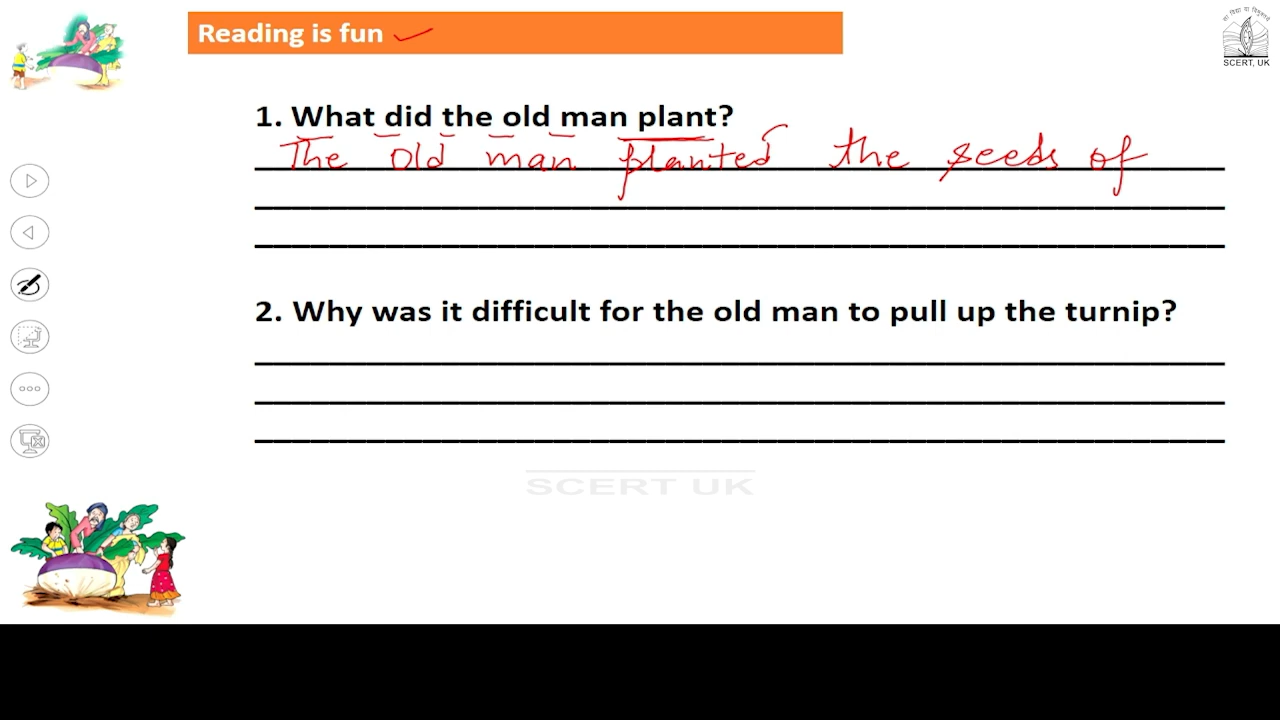 Reading is fun
SCERT, UK
1. What did the old man plant?
The old man planted the seeds of
2. Why was it difficult for the old man to pull up the turnip?
SCERT UK